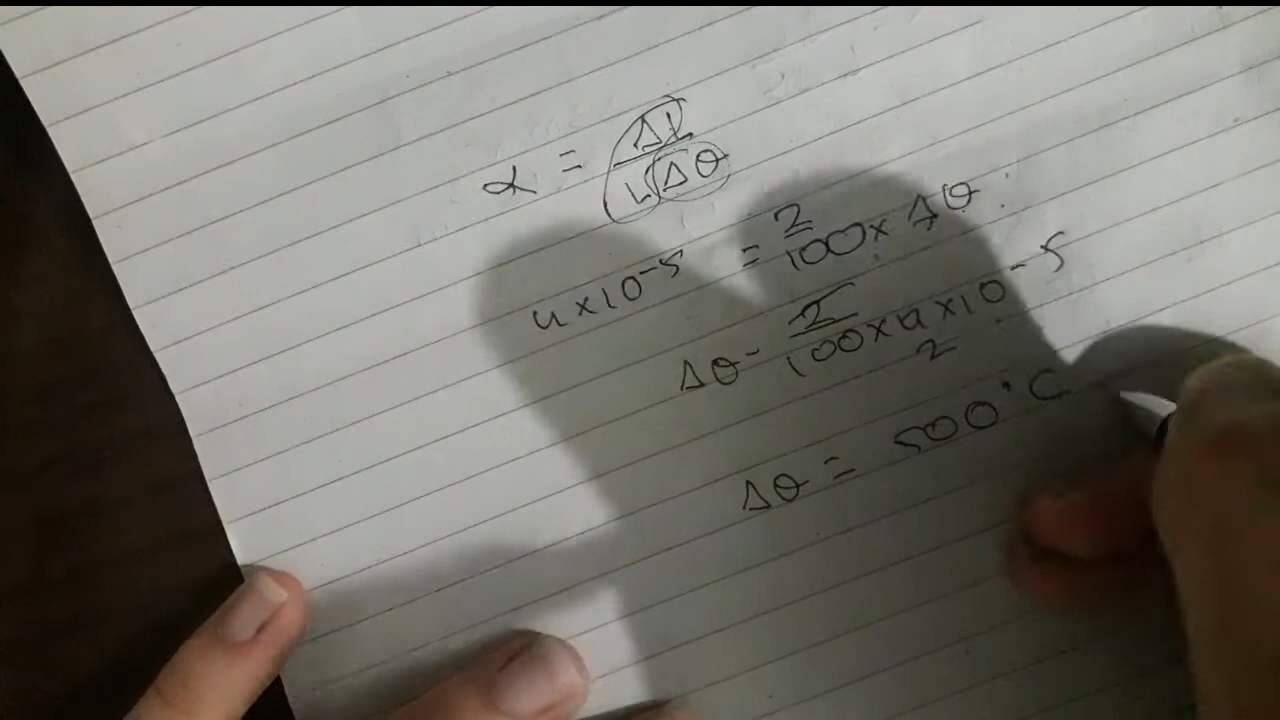 α = ΔL / LΔθ
4×10⁻⁵ = 2 / 100 × Δθ
Δθ - 2 / 100×4×10⁻⁵
2
Δθ = 500°C